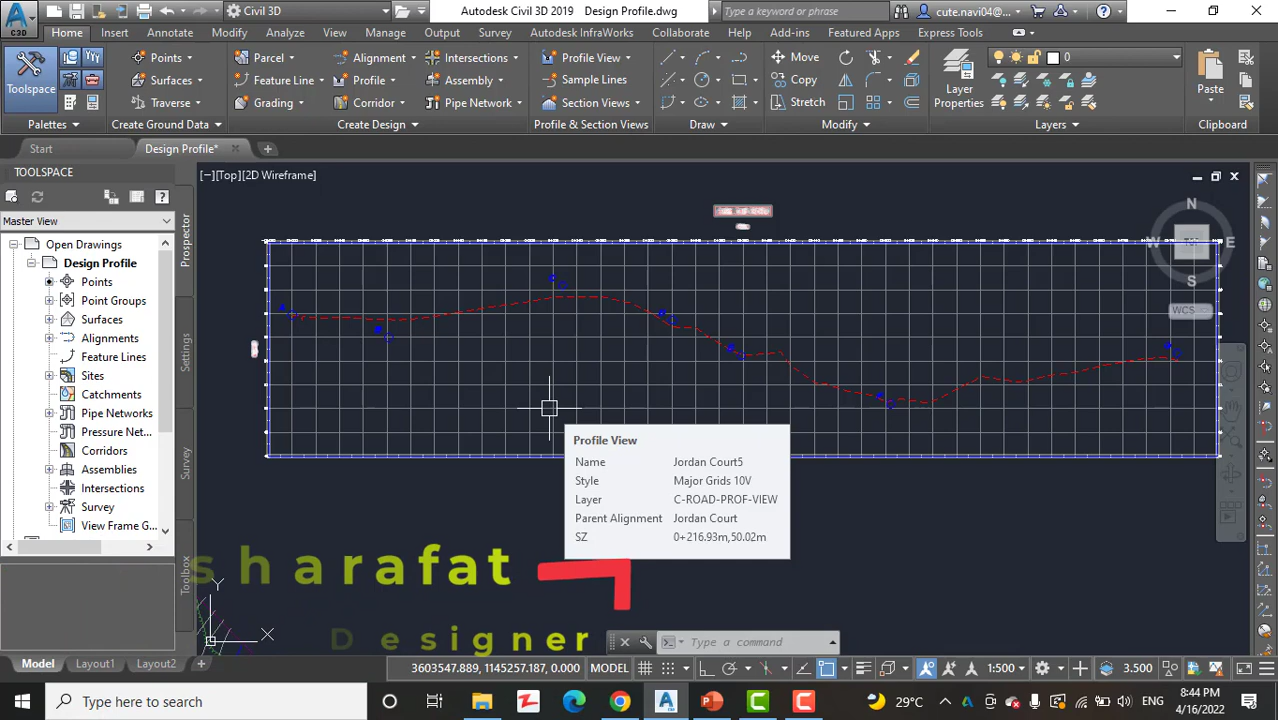 Civil 3D
Autodesk Civil 3D 2019 Design Profile.dwg
Type a keyword or phrase
cute.navi04@...
C3D
Home Insert Annotate Modify Analyze View Manage Output Survey Autodesk InfraWorks Collaborate Help Add-ins Featured Apps Express Tools
Toolspace
Palettes
Points
Surfaces
Traverse
Create Ground Data
Parcel
Feature Line
Grading
Alignment
Profile
Corridor
Intersections
Assembly
Pipe Network
Create Design
Profile View
Sample Lines
Section Views
Profile & Section Views
Draw
Move
Copy
Stretch
Modify
Layer
Properties
0
Layers
Paste
Clipboard
Start
Design Profile*
TOOLSPACE
Master View
Open Drawings
Design Profile
Points
Point Groups
Surfaces
Alignments
Feature Lines
Sites
Catchments
Pipe Networks
Pressure Net...
Corridors
Assemblies
Intersections
Survey
View Frame G...
Prospector
Settings
Survey
Toolbox
[−][Top][2D Wireframe]
N
W TOP E
S
WCS
Profile View
Name Jordan Court5
Style Major Grids 10V
Layer C-ROAD-PROF-VIEW
Parent Alignment Jordan Court
SZ 0+216.93m,50.02m
sharafat
Designer
Y
X
Type a command
Model Layout1 Layout2
3603547.889, 1145257.187, 0.000 MODEL 1:500 3.500
Type here to search
29°C
ENG
8:44 PM
4/16/2022